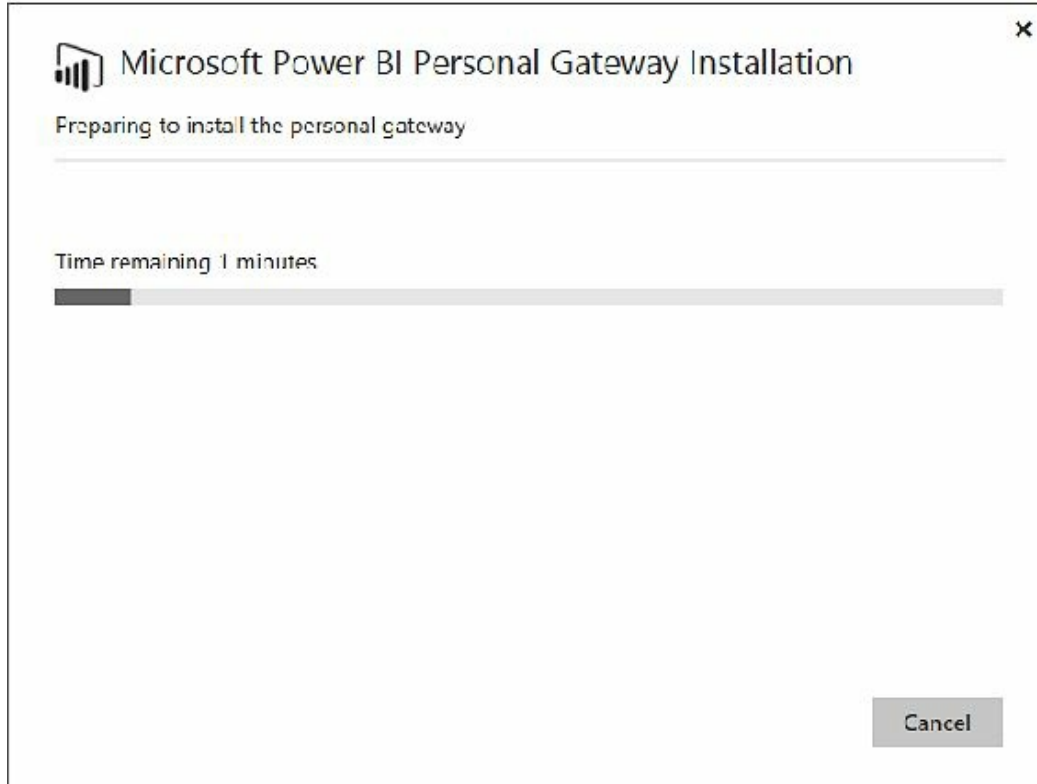 Microsoft Power BI Personal Gateway Installation
Preparing to install the personal gateway
Time remaining 1 minutes
Cancel